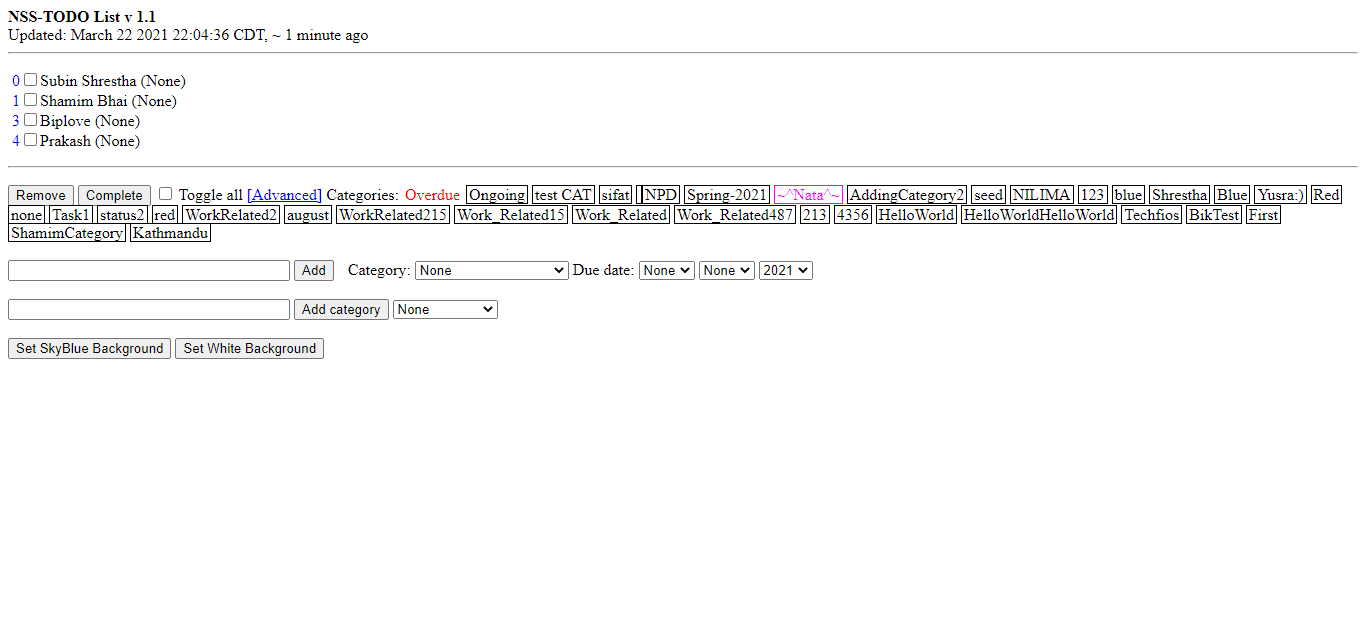 NSS-TODO List v 1.1
Updated: March 22 2021 22:04:36 CDT, ~ 1 minute ago
0 Subin Shrestha (None)
1 Shamim Bhai (None)
3 Biplove (None)
4 Prakash (None)
Remove Complete Toggle all [Advanced] Categories: Overdue Ongoing test CAT sifat NPD Spring-2021 ~^Nata^~ AddingCategory2 seed NILIMA 123 blue Shrestha Blue Yusra:) Red
none Task1 status2 red WorkRelated2 august WorkRelated215 Work_Related15 Work_Related Work_Related487 213 4356 HelloWorld HelloWorldHelloWorld Techfios BikTest First
ShamimCategory Kathmandu
Add Category: None Due date: None None 2021
Add category None
Set SkyBlue Background Set White Background